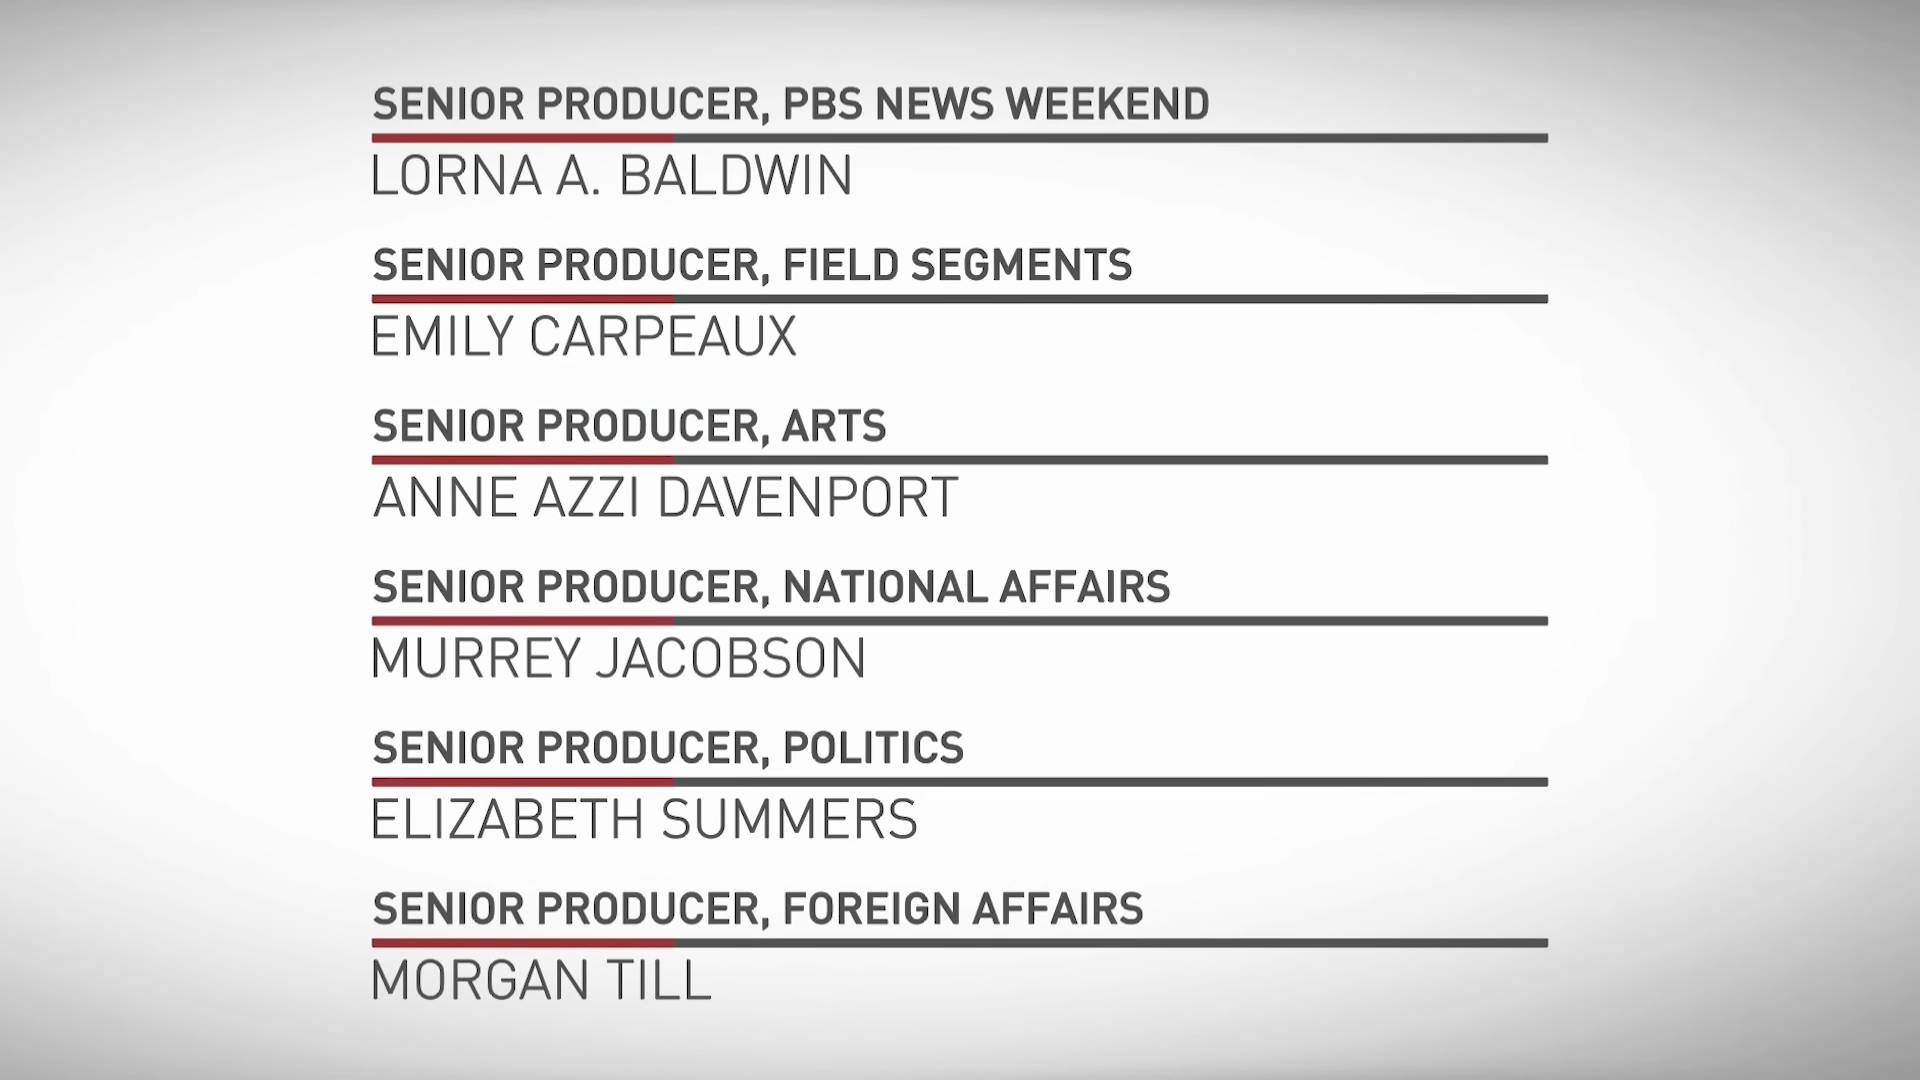 SENIOR PRODUCER, PBS NEWS WEEKEND
LORNA A. BALDWIN
SENIOR PRODUCER, FIELD SEGMENTS
EMILY CARPEAUX
SENIOR PRODUCER, ARTS
ANNE AZZI DAVENPORT
SENIOR PRODUCER, NATIONAL AFFAIRS
MURREY JACOBSON
SENIOR PRODUCER, POLITICS
ELIZABETH SUMMERS
SENIOR PRODUCER, FOREIGN AFFAIRS
MORGAN TILL